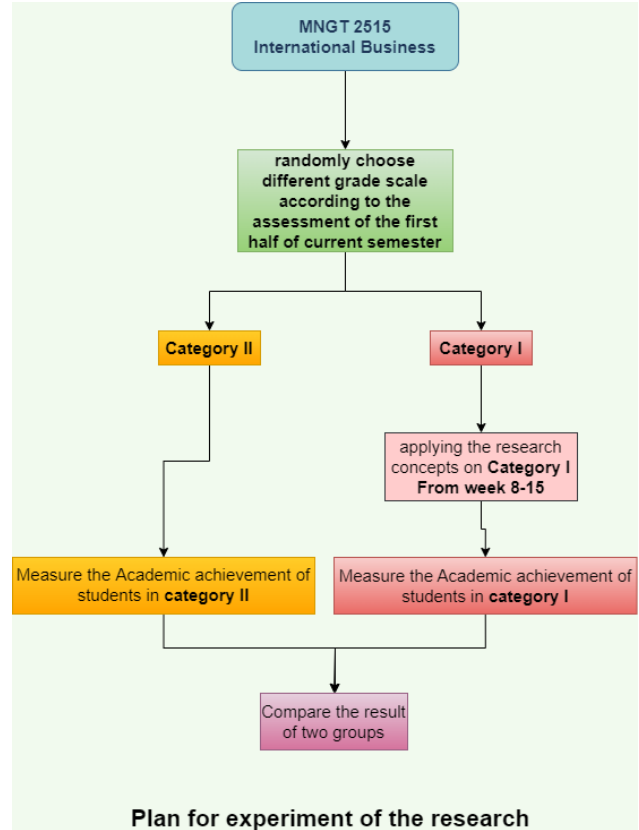 MNGT 2515
International Business
randomly choose
different grade scale
according to the
assessment of the first
half of current semester
Category II
Category I
applying the research
concepts on Category I
From week 8-15
Measure the Academic achievement of
students in category II
Measure the Academic achievement of
students in category I
Compare the result
of two groups
Plan for experiment of the research